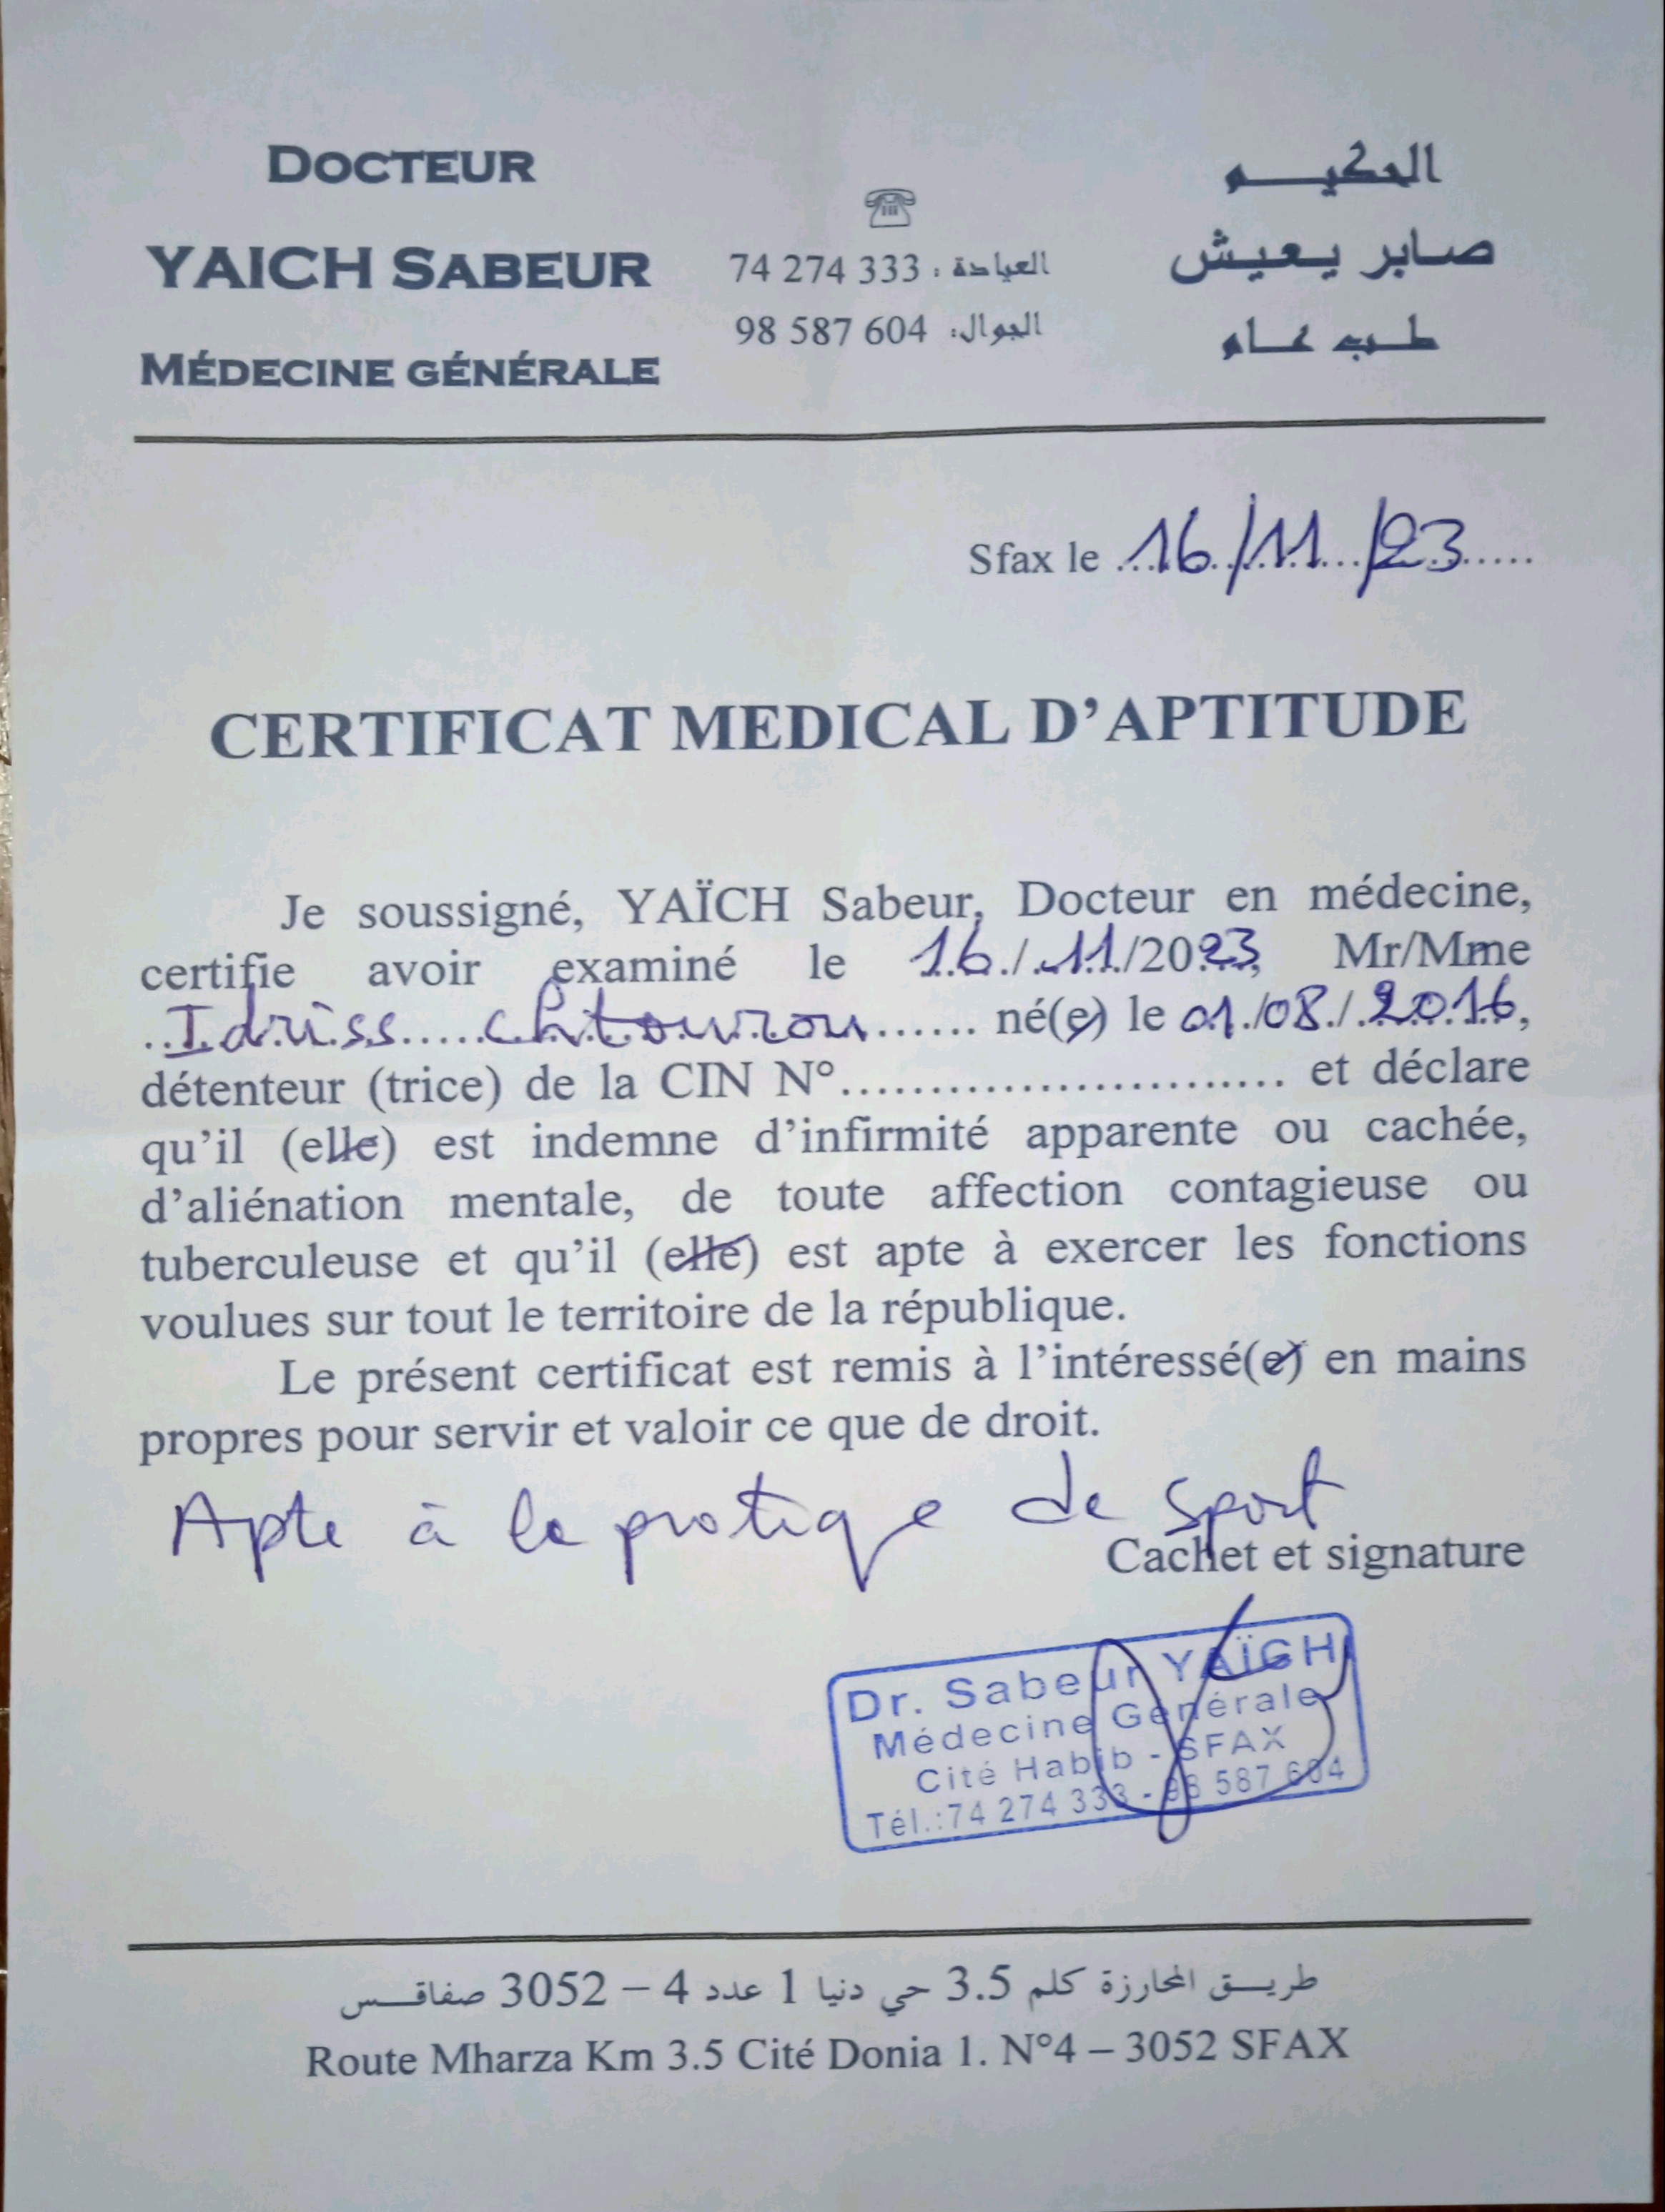 DOCTEUR
YAICH SABEUR
MÉDECINE GÉNÉRALE
العيادة : 74 274 333
الجوال: 98 587 604
الحكيم
صابر يعيش
طب عام
Sfax le 16/11/23
CERTIFICAT MEDICAL D'APTITUDE
Je soussigné, YAÏCH Sabeur, Docteur en médecine,
certifie avoir examiné le 16/11/2023, Mr/Mme
Idriss chtourou né(e) le 01/08/2016,
détenteur (trice) de la CIN N°.......................... et déclare
qu'il (elle) est indemne d'infirmité apparente ou cachée,
d'aliénation mentale, de toute affection contagieuse ou
tuberculeuse et qu'il (elle) est apte à exercer les fonctions
voulues sur tout le territoire de la république.
Le présent certificat est remis à l'intéressé(e) en mains
propres pour servir et valoir ce que de droit.
Apte à la pratique de sport
Cachet et signature
Dr. Sabeur YAÏCH
Médecine Générale
Cité Habib - SFAX
Tél.:74 274 333 - 98 587 604
طريق المحارزة كلم 3.5 حي دنيا 1 عدد 4 – 3052 صفاقس
Route Mharza Km 3.5 Cité Donia 1. N°4 – 3052 SFAX